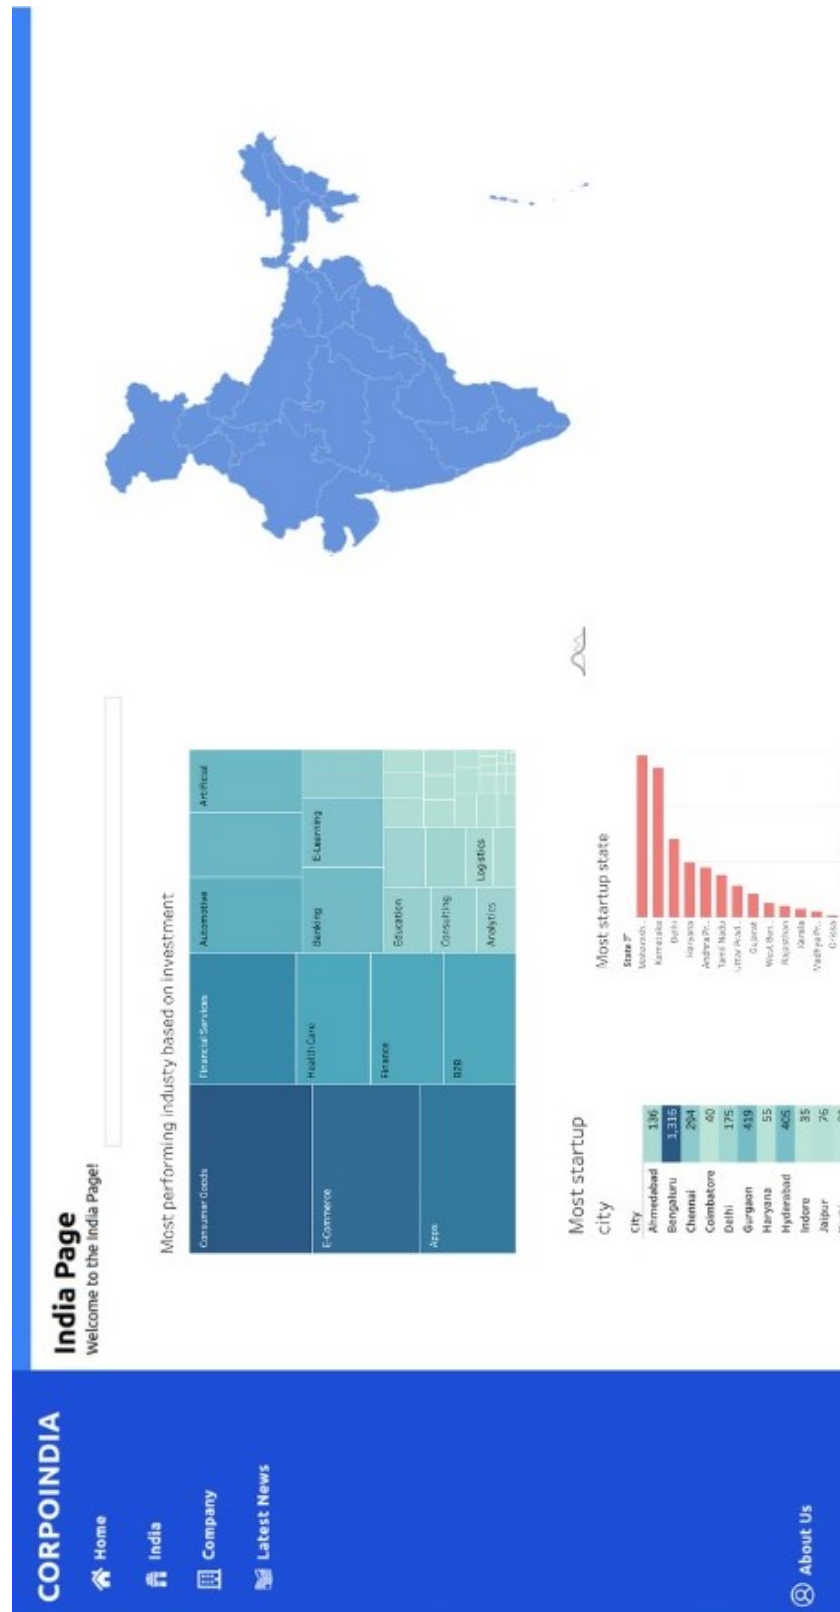 CORPOINDIA
Home
India
Company
Latest News
About Us
India Page
Welcome to the India Page!
Most performing industy based on investment
Consumer Goods
E-Commerce
Apps
Financial Services
Health Care
Finance
B2B
Automotive
Artificial
Banking
E-Learning
Education
Consulting
Analytics
Logistics
Most startup
city
City
Ahmedabad 136
Bengaluru 1,316
Chennai 294
Coimbatore 40
Delhi 175
Gurgaon 419
Haryana 55
Hyderabad 405
Indore 35
Jaipur 76
Most startup state
State
Maharash..
Karnataka
Delhi
Haryana
Andhra Pr..
Tamil Nadu
Uttar Prad..
Gujarat
West Ben..
Rajasthan
Kerala
Madhya Pr..
Orissa